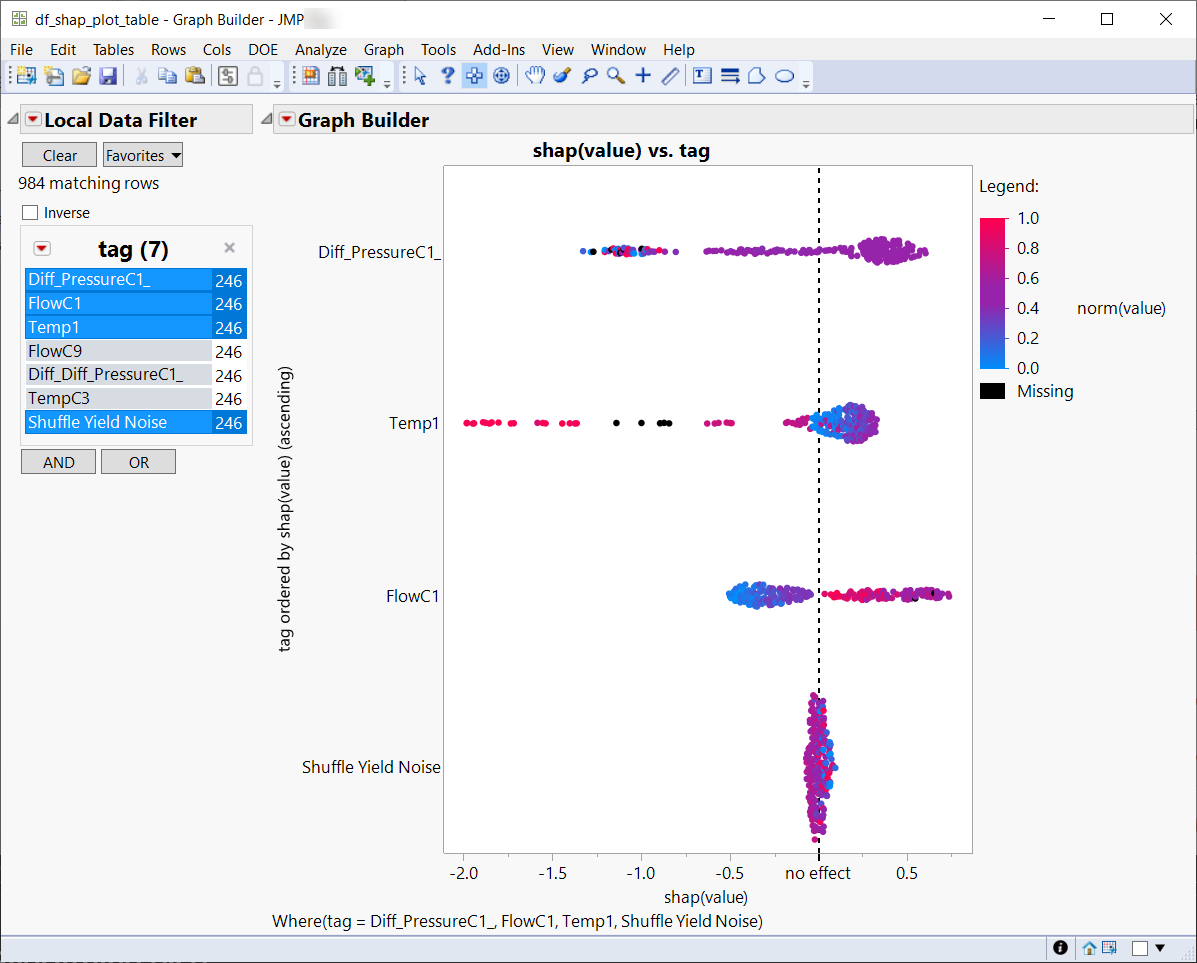 df_shap_plot_table - Graph Builder - JMP
File Edit Tables Rows Cols DOE Analyze Graph Tools Add-Ins View Window Help
Local Data Filter
Clear Favorites
984 matching rows
Inverse
tag (7)
Diff_PressureC1_ 246
FlowC1 246
Temp1 246
FlowC9 246
Diff_Diff_PressureC1_ 246
TempC3 246
Shuffle Yield Noise 246
AND OR
Graph Builder
shap(value) vs. tag
tag ordered by shap(value) (ascending)
Diff_PressureC1_
Temp1
FlowC1
Shuffle Yield Noise
-2.0 -1.5 -1.0 -0.5 no effect 0.5
shap(value)
Where(tag = Diff_PressureC1_, FlowC1, Temp1, Shuffle Yield Noise)
Legend:
1.0
0.8
0.6
0.4
0.2
0.0
norm(value)
Missing